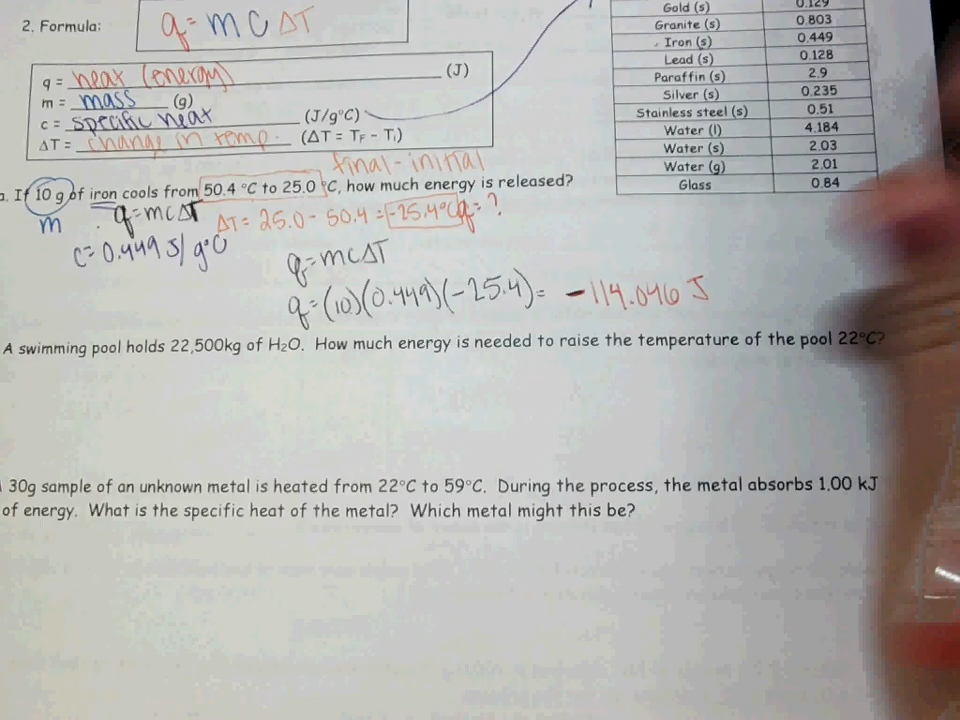 2. Formula: q = mCΔT
q = heat (energy) (J)
m = mass (g)
c = specific heat (J/g°C)
ΔT = change in temp. (ΔT = TF - Ti)
final - initial
Gold (s) 0.129
Granite (s) 0.803
Iron (s) 0.449
Lead (s) 0.128
Paraffin (s) 2.9
Silver (s) 0.235
Stainless steel (s) 0.51
Water (l) 4.184
Water (s) 2.03
Water (g) 2.01
Glass 0.84
a. If 10 g of iron cools from 50.4 °C to 25.0 °C, how much energy is released?
m q = mCΔT ΔT = 25.0 - 50.4 = -25.4°C q = ?
C = 0.449 J/g°C
q = mCΔT
q = (10)(0.449)(-25.4) = -114.046 J
A swimming pool holds 22,500kg of H2O. How much energy is needed to raise the temperature of the pool 22°C?
30g sample of an unknown metal is heated from 22°C to 59°C. During the process, the metal absorbs 1.00 kJ
of energy. What is the specific heat of the metal? Which metal might this be?